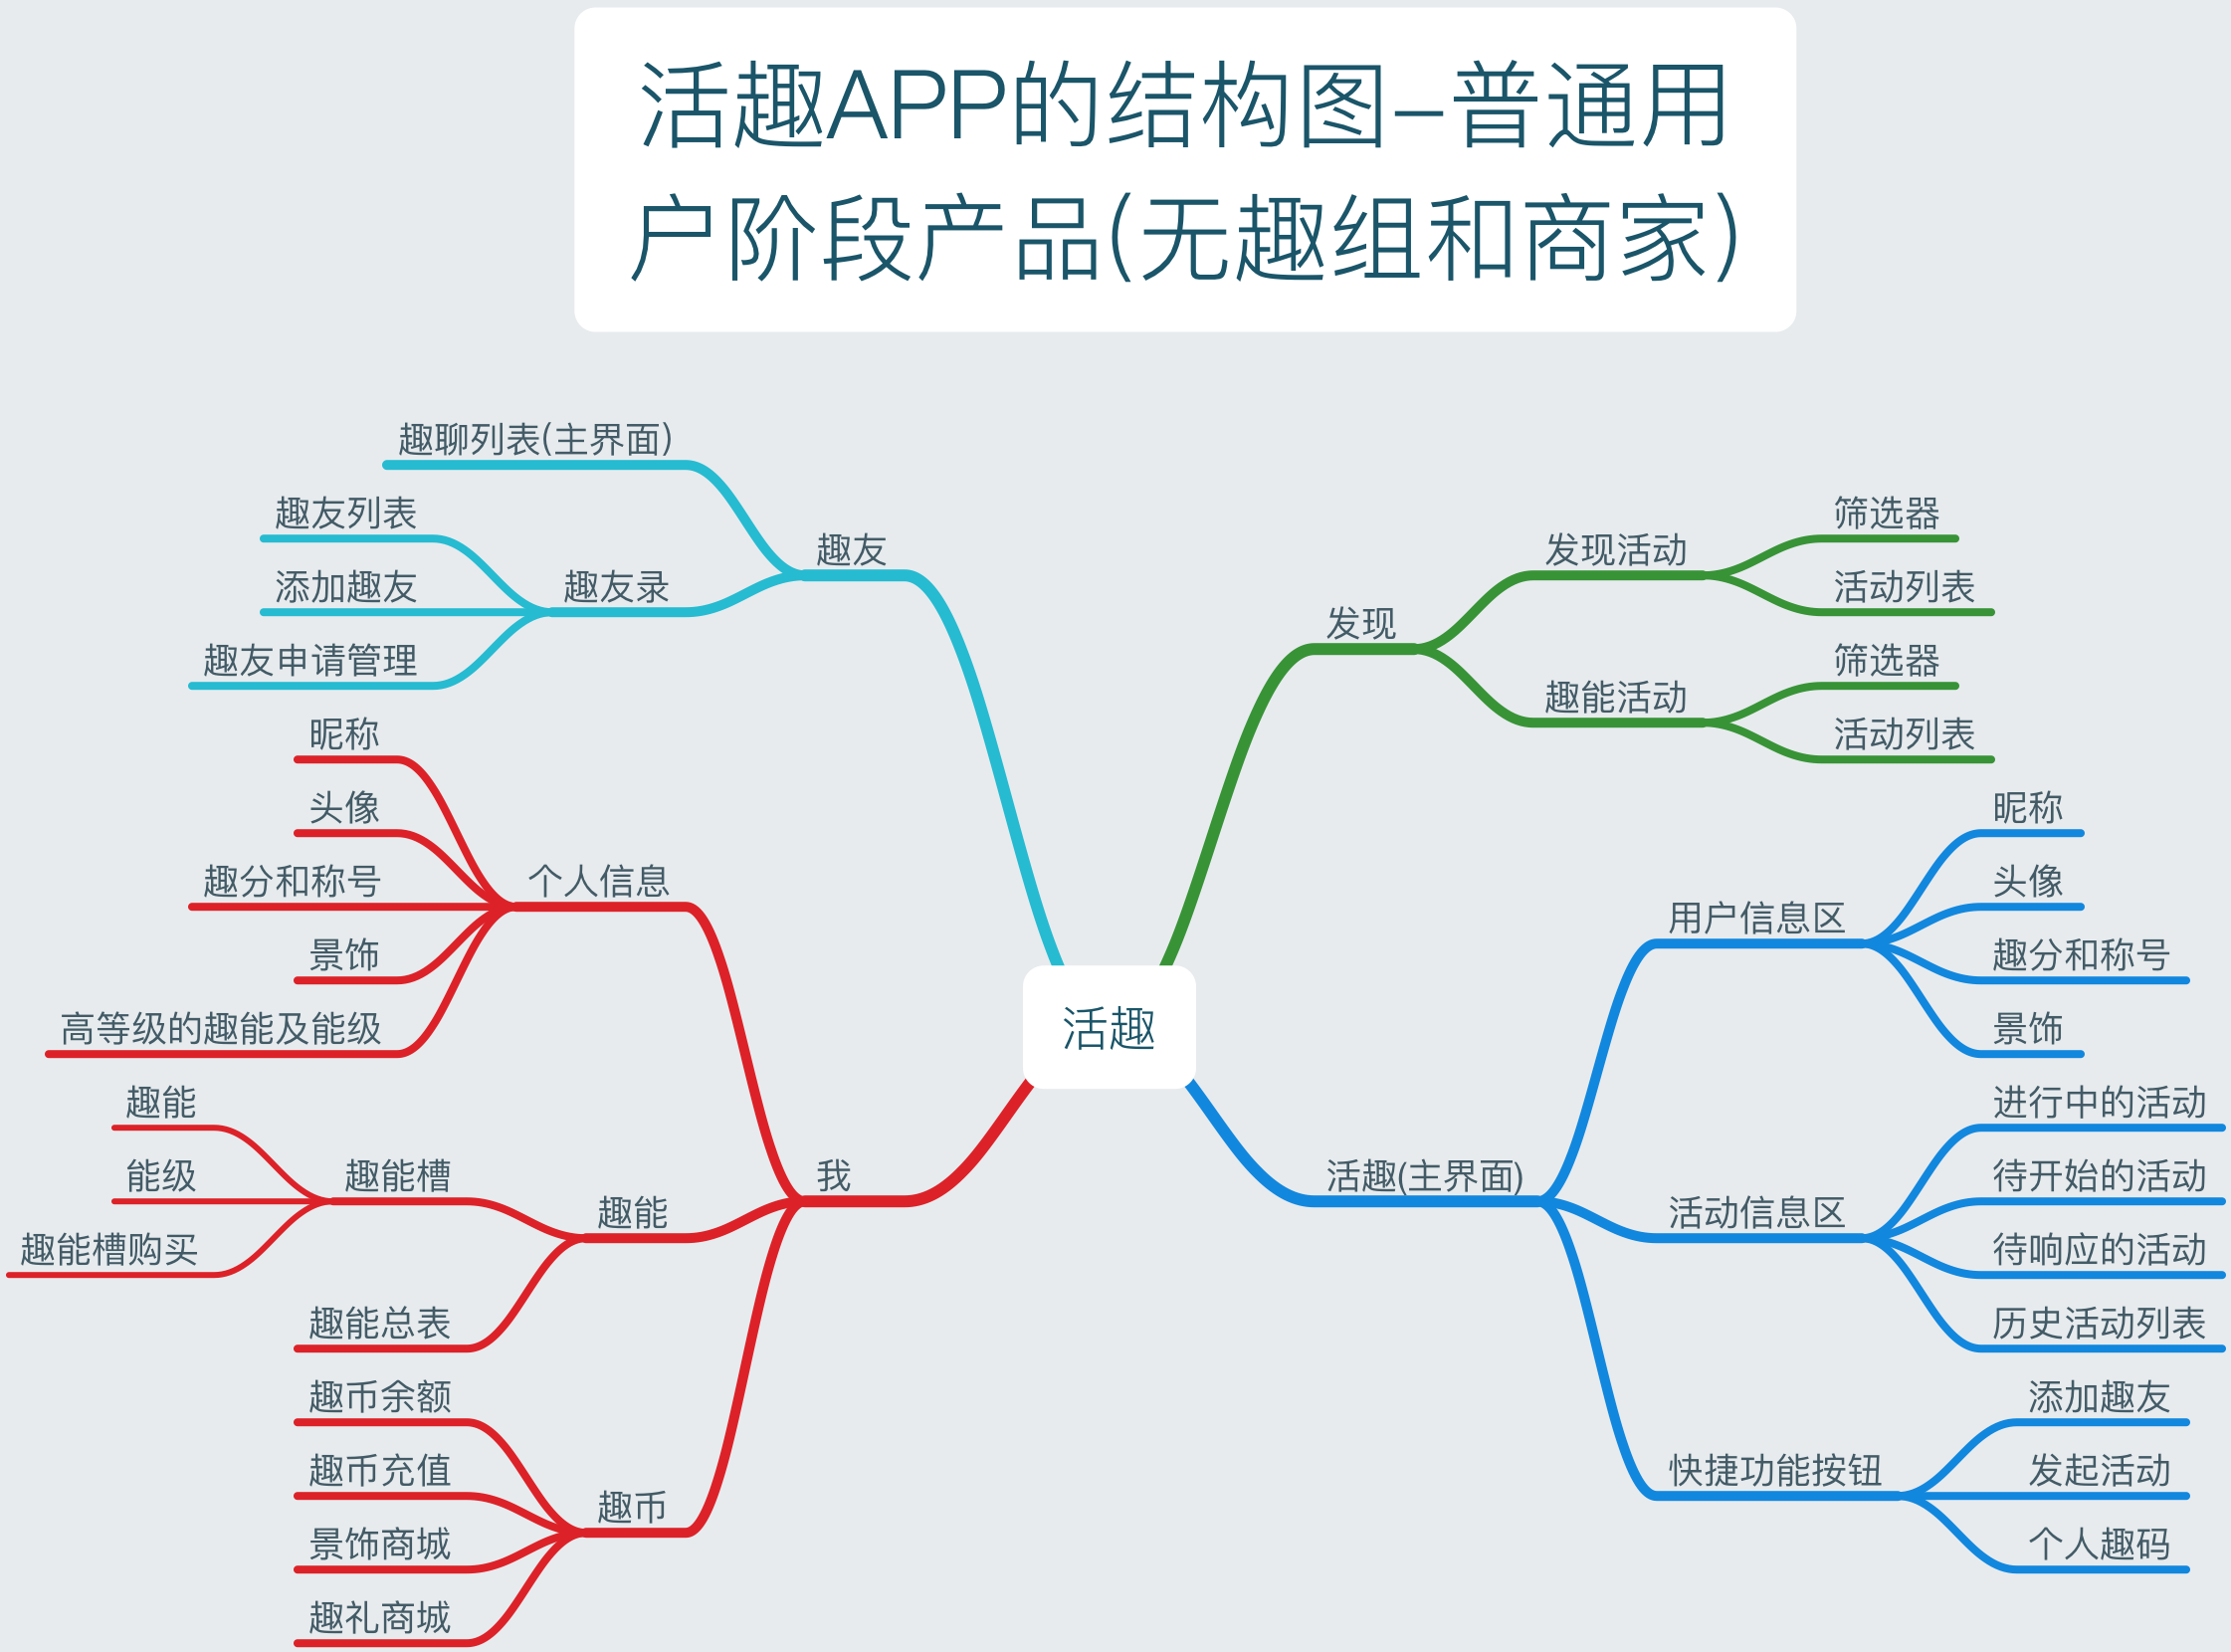 活趣APP的结构图–普通用
户阶段产品(无趣组和商家)
趣聊列表(主界面)
趣友列表
添加趣友
趣友申请管理
趣友录
趣友
昵称
头像
趣分和称号
景饰
高等级的趣能及能级
个人信息
趣能
能级
趣能槽购买
趣能槽
趣能总表
趣能
趣币余额
趣币充值
景饰商城
趣礼商城
趣币
我
活趣
发现
发现活动
筛选器
活动列表
趣能活动
筛选器
活动列表
活趣(主界面)
用户信息区
昵称
头像
趣分和称号
景饰
活动信息区
进行中的活动
待开始的活动
待响应的活动
历史活动列表
快捷功能按钮
添加趣友
发起活动
个人趣码